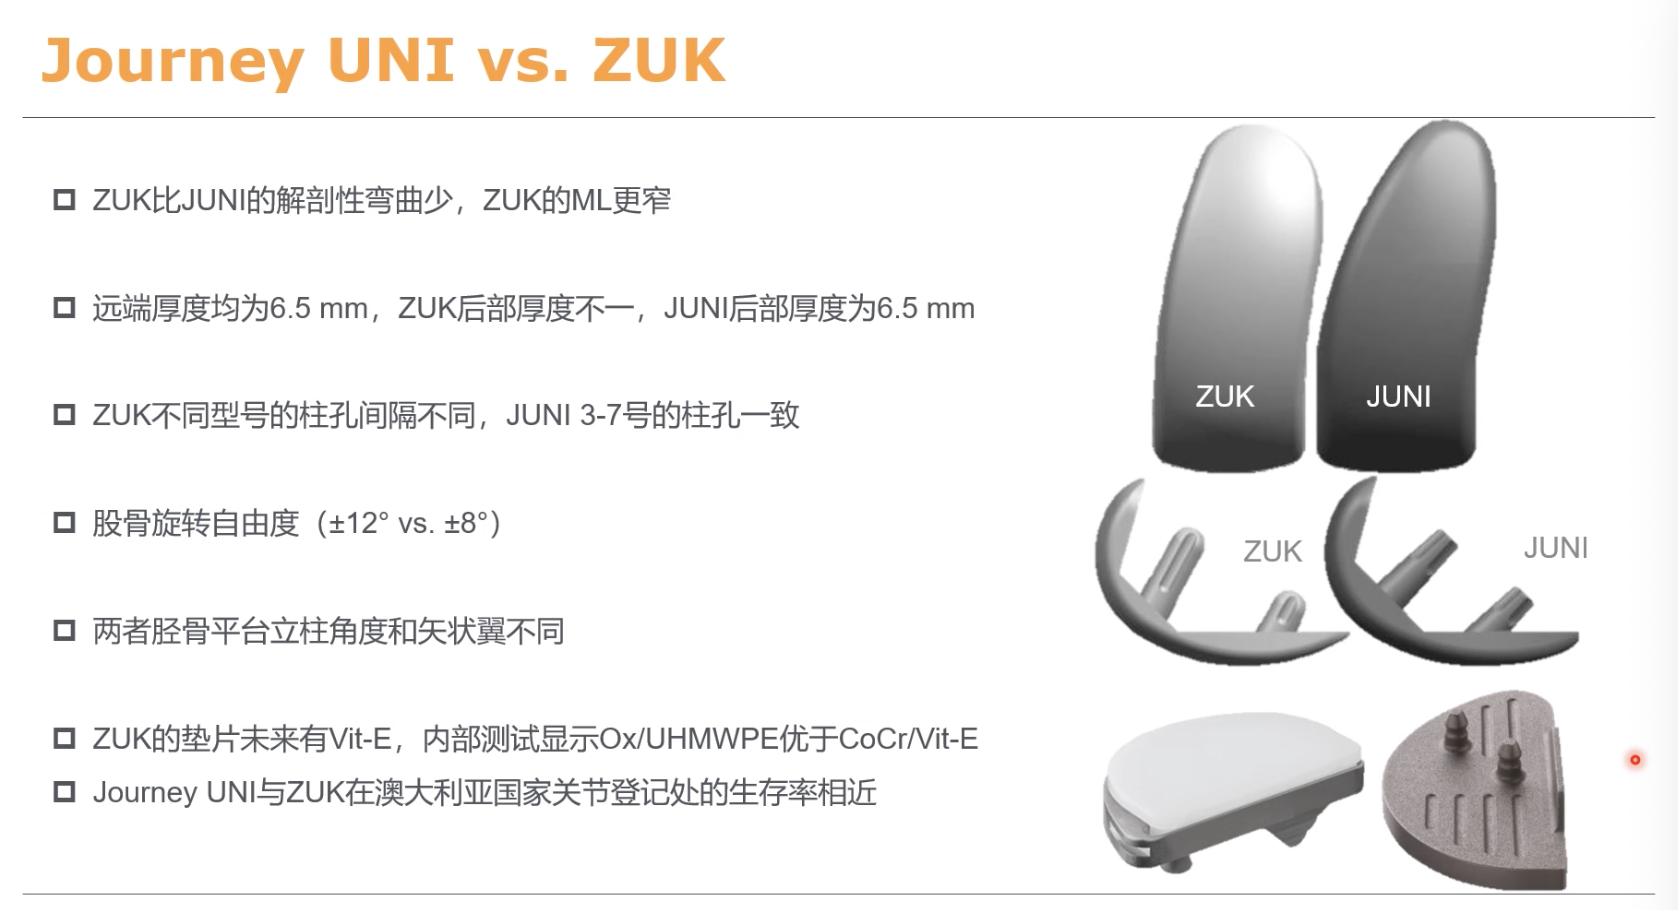 Journey UNI vs. ZUK
ZUK比JUNI的解剖性弯曲少，ZUK的ML更窄
远端厚度均为6.5 mm，ZUK后部厚度不一，JUNI后部厚度为6.5 mm
ZUK不同型号的柱孔间隔不同，JUNI 3-7号的柱孔一致
股骨旋转自由度（±12° vs. ±8°）
两者胫骨平台立柱角度和矢状翼不同
ZUK的垫片未来有Vit-E，内部测试显示Ox/UHMWPE优于CoCr/Vit-E
Journey UNI与ZUK在澳大利亚国家关节登记处的生存率相近
ZUK
JUNI
ZUK
JUNI